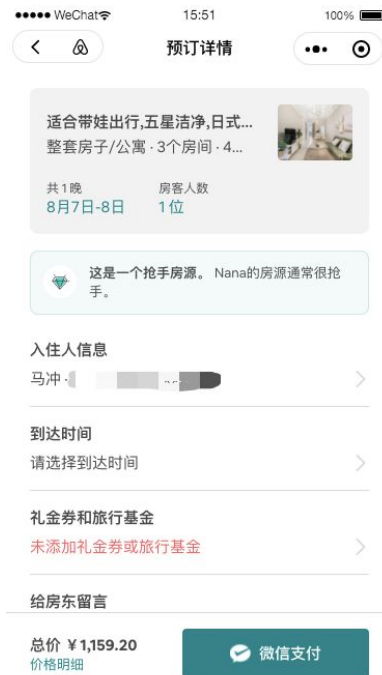 WeChat
15:51
100%
预订详情
适合带娃出行,五星洁净,日式...
整套房子/公寓·3个房间·4...
共1晚
房客人数
8月7日-8日
1位
这是一个抢手房源。 Nana的房源通常很抢
手。
入住人信息
马冲·
到达时间
请选择到达时间
礼金券和旅行基金
未添加礼金券或旅行基金
给房东留言
总价 ¥1,159.20
价格明细
微信支付